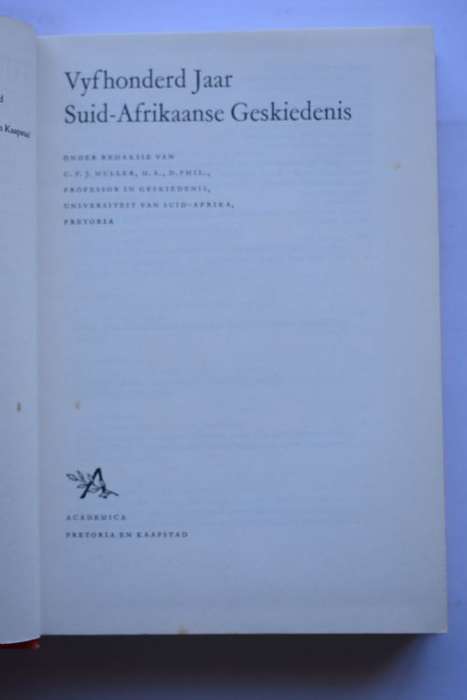 Vyfhonderd Jaar
Suid-Afrikaanse Geskiedenis
ONDER REDAKSIE VAN
C. F. J. MULLER, M. A., D. PHIL.,
PROFESSOR IN GESKIEDENIS,
UNIVERSITEIT VAN SUID-AFRIKA,
PRETORIA
A
ACADEMICA
PRETORIA EN KAAPSTAD
Kaapstad